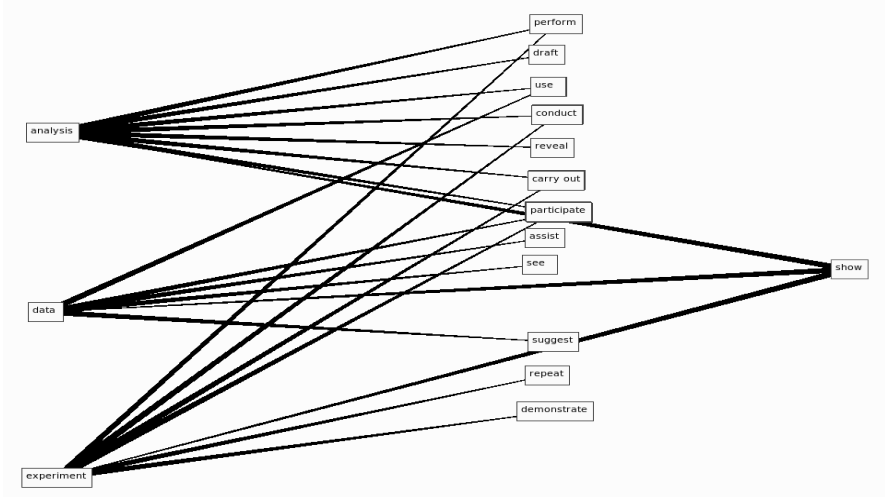 perform
draft
use
conduct
analysis
reveal
carry out
participate
assist
see
show
data
suggest
repeat
demonstrate
experiment